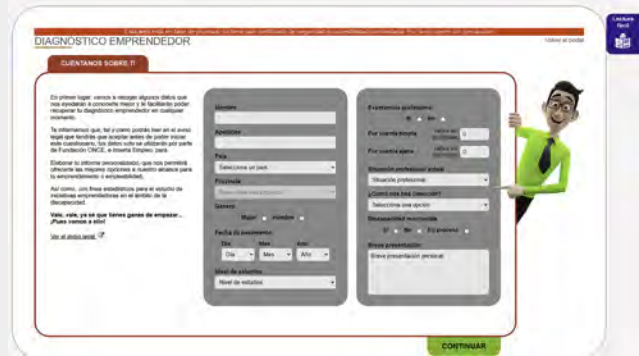 Lectura
fácil
DIAGNÓSTICO EMPRENDEDOR
Volver al portal
CUÉNTANOS SOBRE TI
En primer lugar, vamos a recoger algunos datos que
nos ayudarán a conocerte mejor y te facilitarán poder
recuperar tu diagnóstico emprendedor en cualquier
momento.
Te informamos que, tal y como podrás leer en el aviso
legal que tendrás que aceptar antes de poder iniciar
este cuestionario, tus datos solo se utilizarán por parte
de Fundación ONCE, e Inserta Empleo, para:
Elaborar tu informe personalizado, que nos permitirá
ofrecerte las mejores opciones a nuestro alcance para
tu emprendimiento o empleabilidad.
Así como, con fines estadísticos para el estudio de
iniciativas emprendedoras en el ámbito de la
discapacidad.
Vale, vale, ya sé que tienes ganas de empezar...
¡Pues vamos a ello!
Ver el aviso legal
Nombre
Apellidos
País
Selecciona un país
Provincia
Género
Mujer Hombre
Fecha de nacimiento
Día Mes Año
Día Mes Año
Nivel de estudios
Nivel de estudios
Experiencia profesional
Sí No
Por cuenta propia
0
Por cuenta ajena
0
Situación profesional actual
Situación profesional
¿Cómo nos has conocido?
Selecciona una opción
Discapacidad reconocida
Sí No En proceso
Breve presentación
Breve presentación personal
CONTINUAR